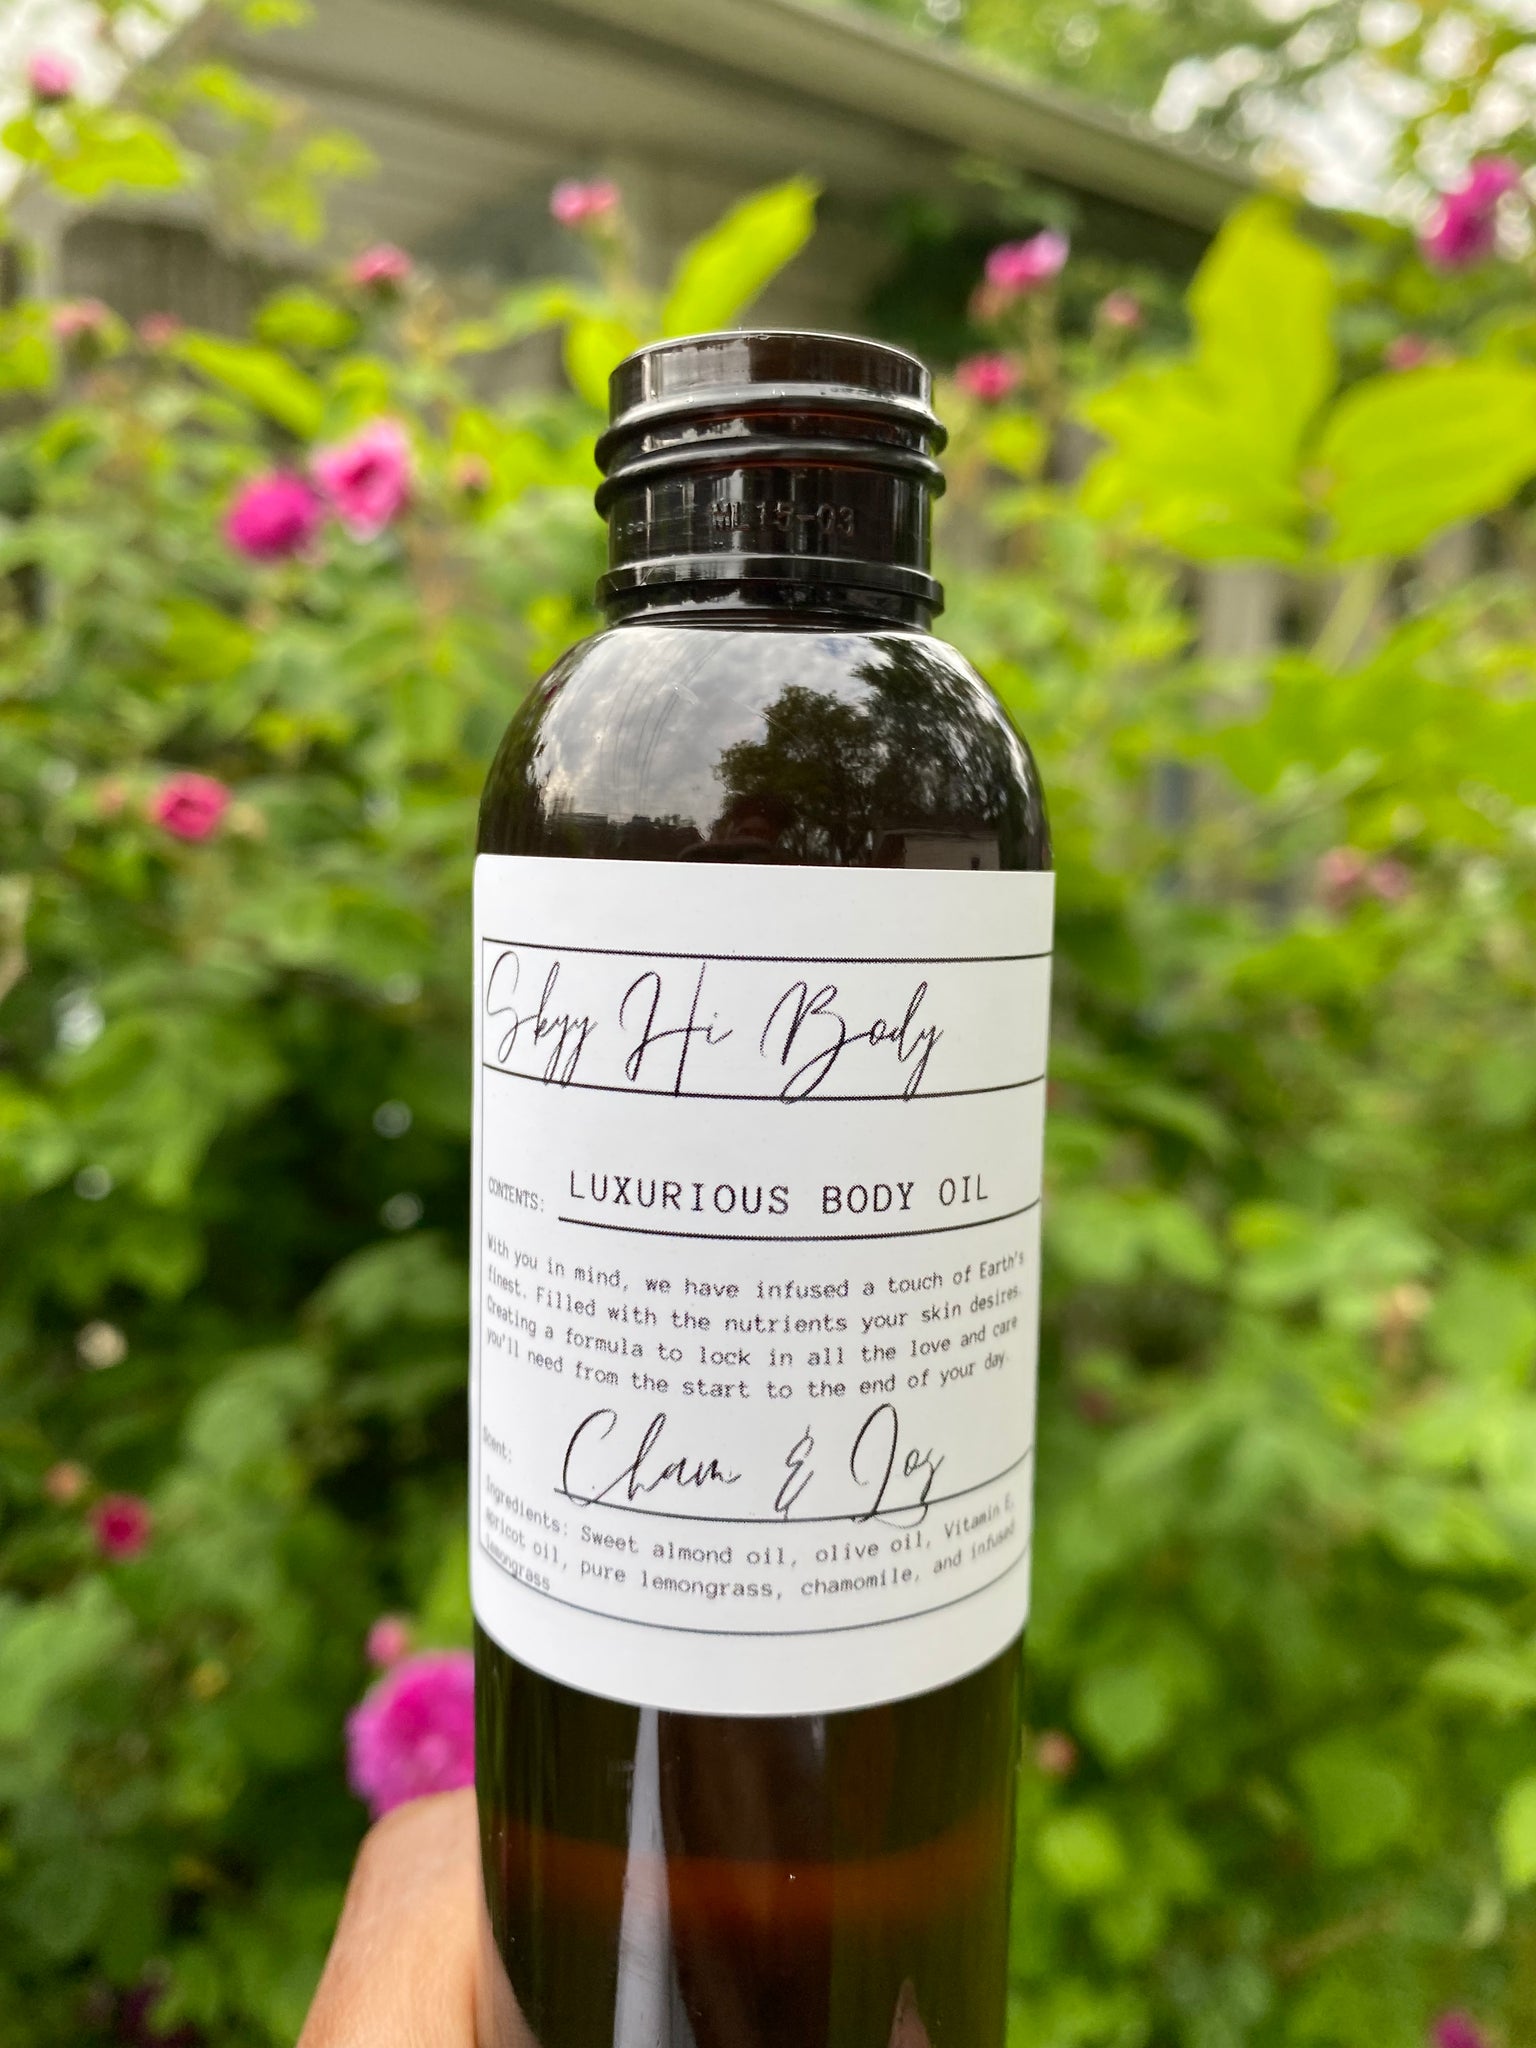 ML15-03
Skyy Hi Body
CONTENTS: LUXURIOUS BODY OIL
With you in mind, we have infused a touch of Earth's
finest. Filled with the nutrients your skin desires.
Creating a formula to lock in all the love and care
you'll need from the start to the end of your day.
Scent: Cham & Log
Ingredients: Sweet almond oil, olive oil, Vitamin E,
apricot oil, pure lemongrass, chamomile, and infused
lemongrass